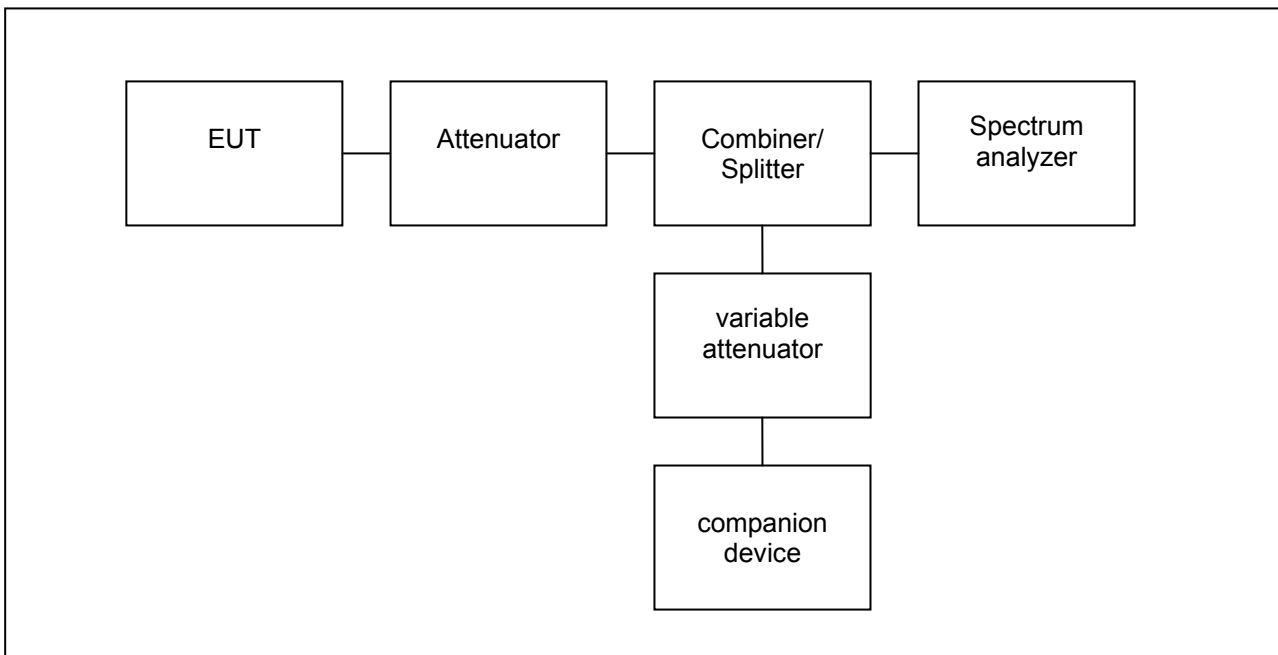 EUT
Attenuator
Combiner/
Splitter
Spectrum
analyzer
variable
attenuator
companion
device